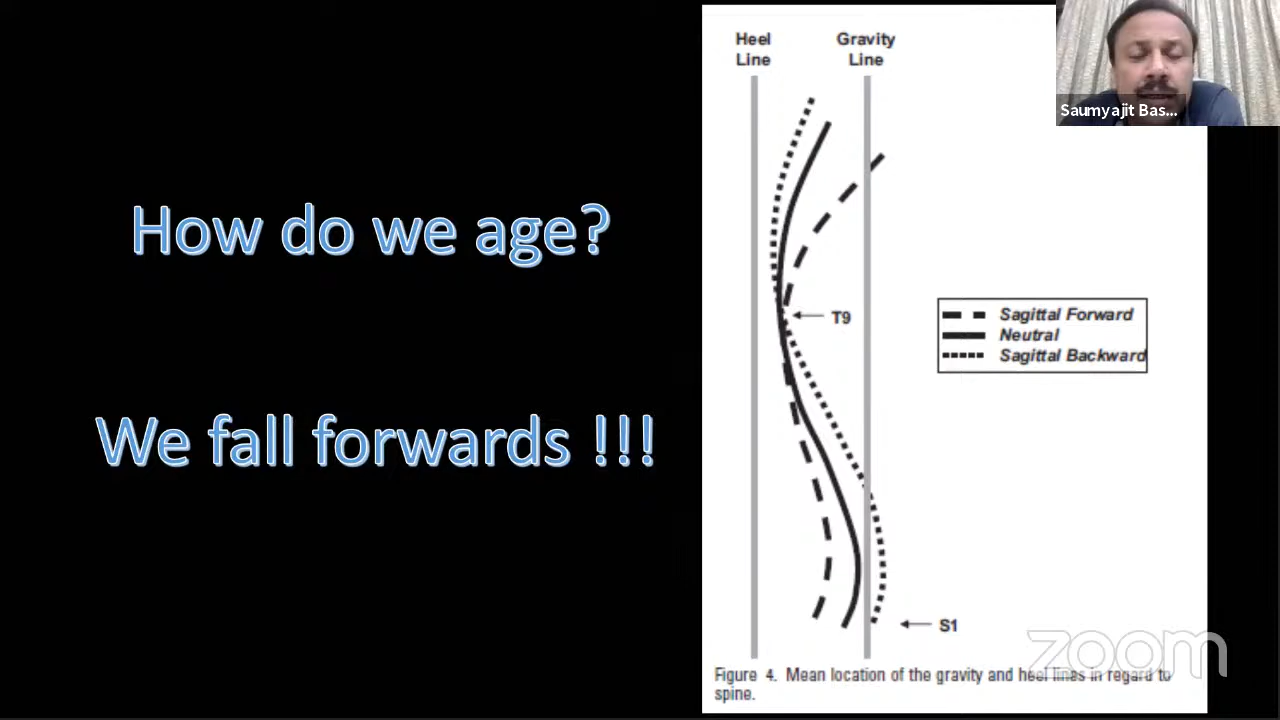 How do we age?
We fall forwards !!!
Heel
Line
Gravity
Line
T9
S1
Sagittal Forward
Neutral
Sagittal Backward
Figure 4. Mean location of the gravity and heel lines in regard to
spine.
Saumyajit Bas...
zoom